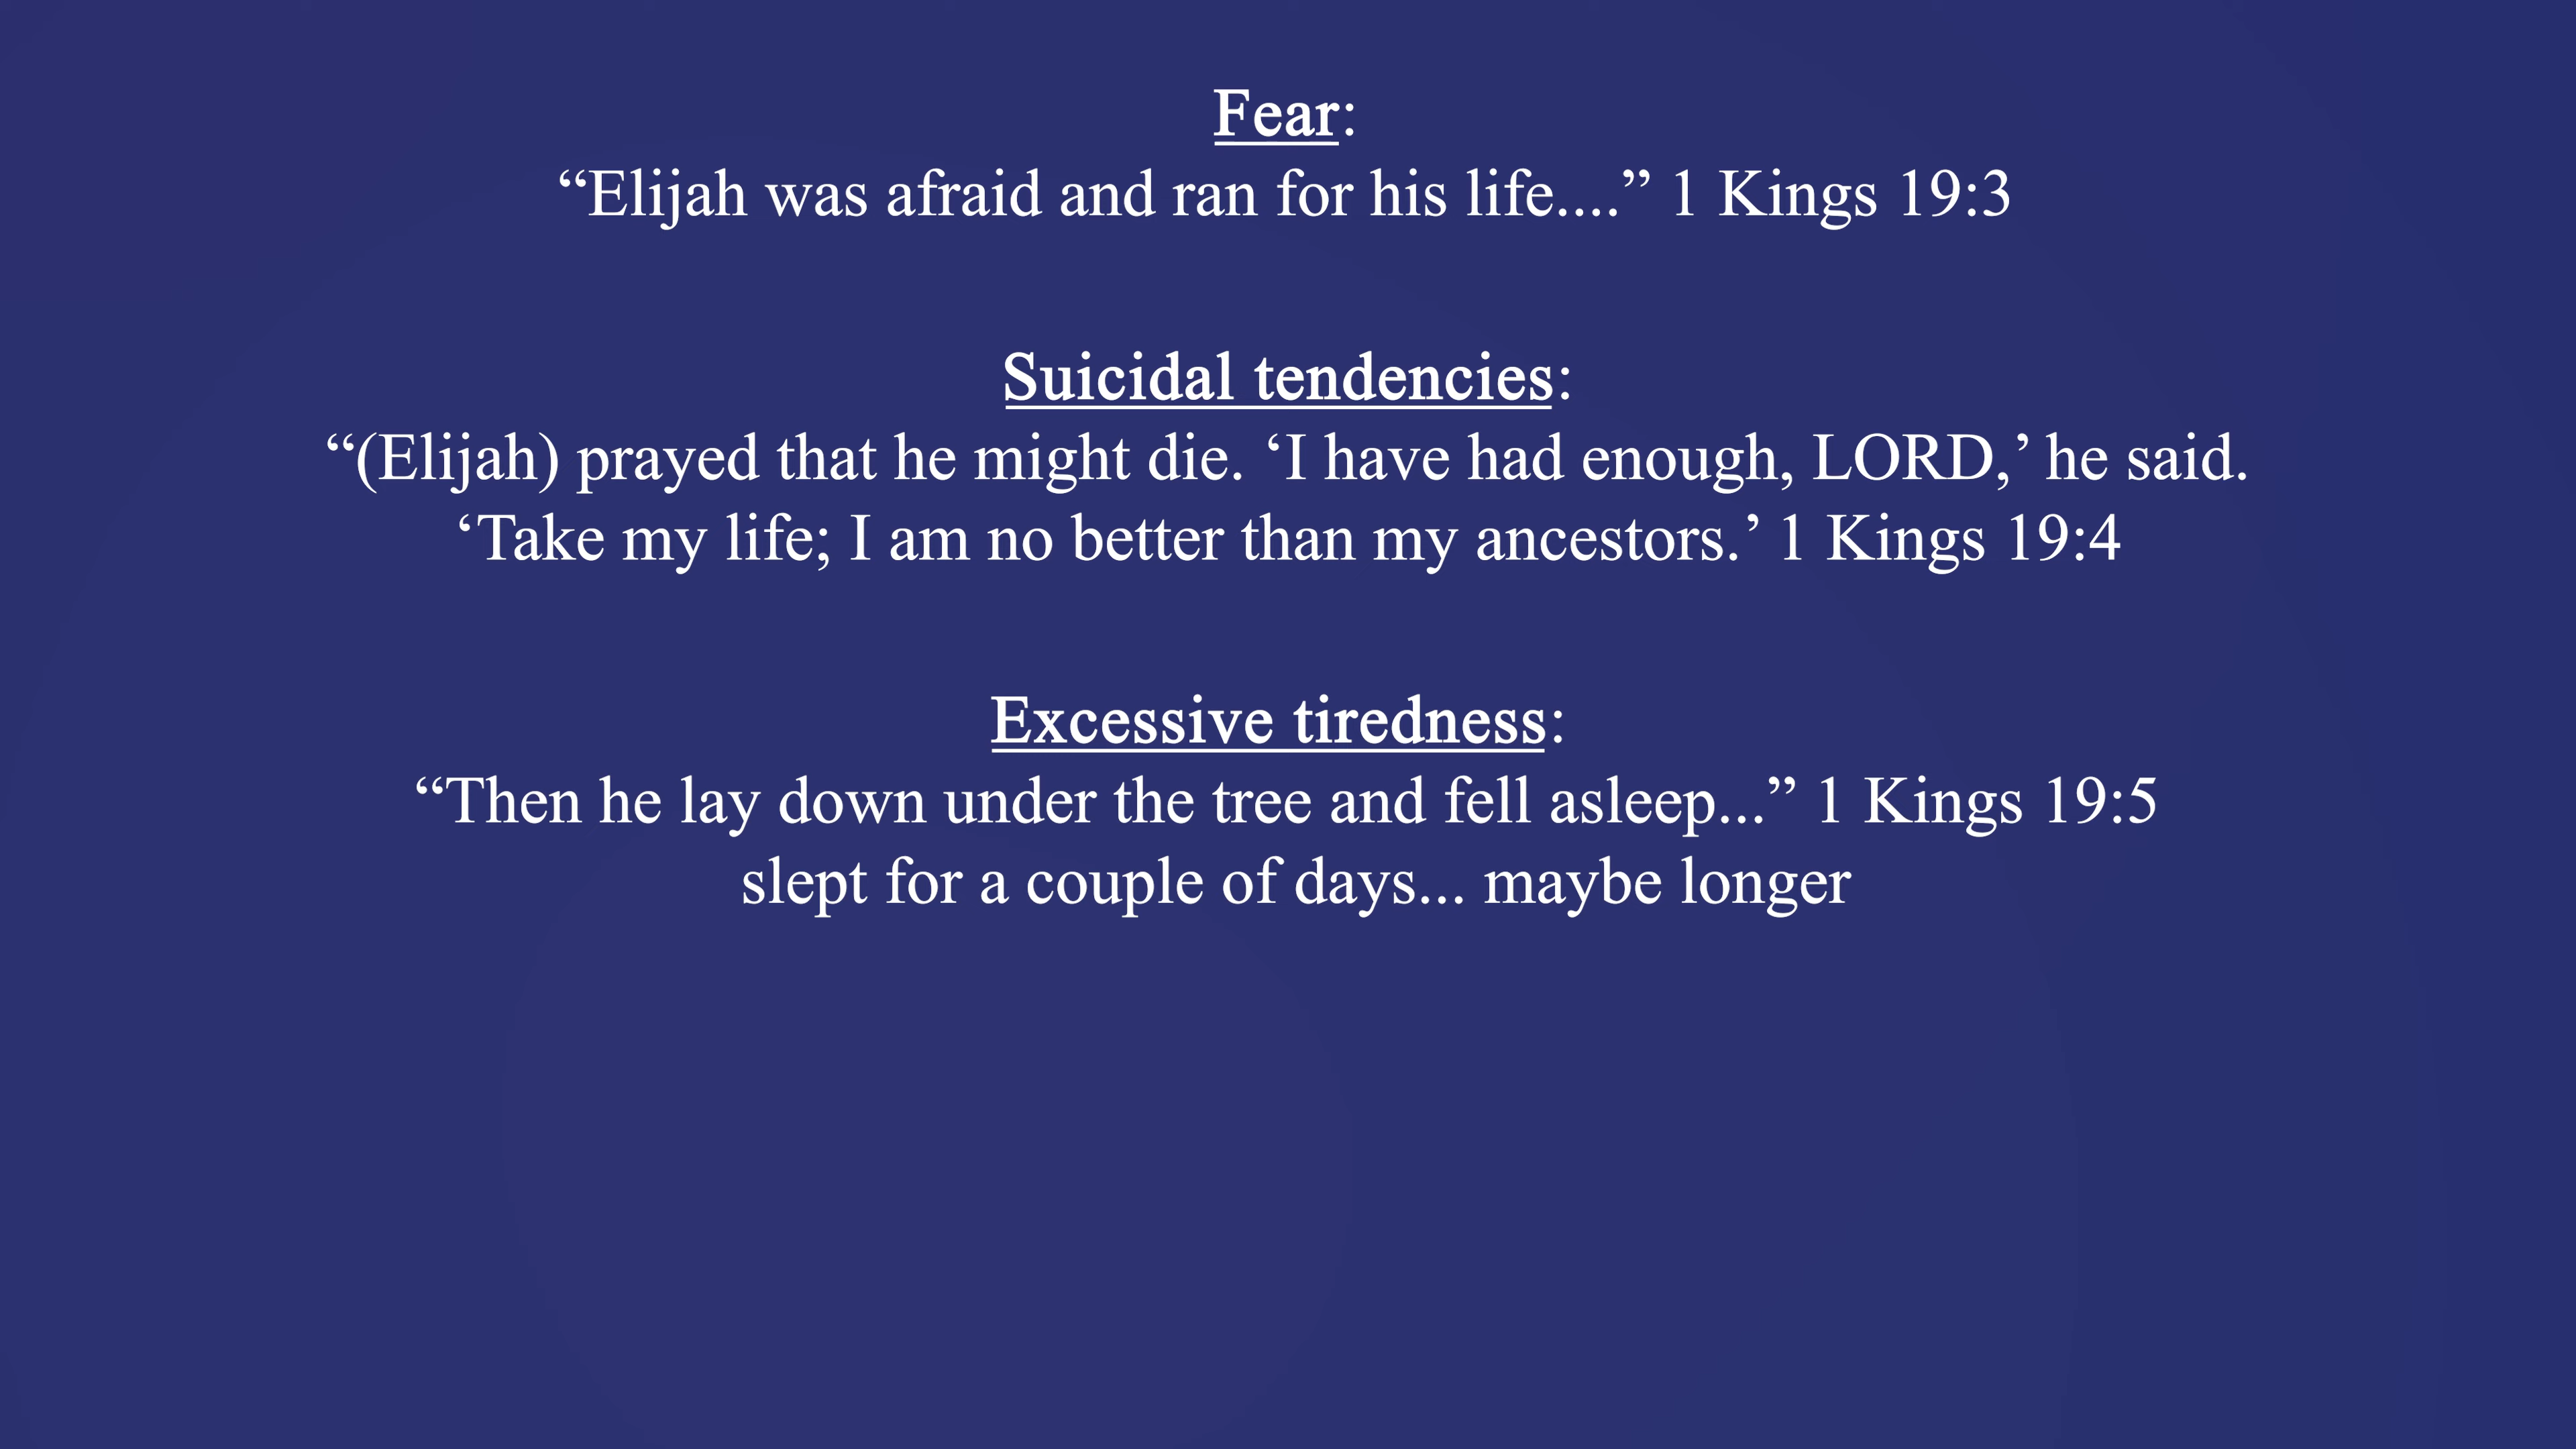 Fear:
“Elijah was afraid and ran for his life....” 1 Kings 19:3
Suicidal tendencies:
“(Elijah) prayed that he might die. ‘I have had enough, LORD,’ he said.
‘Take my life; I am no better than my ancestors.’ 1 Kings 19:4
Excessive tiredness:
“Then he lay down under the tree and fell asleep...” 1 Kings 19:5
slept for a couple of days... maybe longer